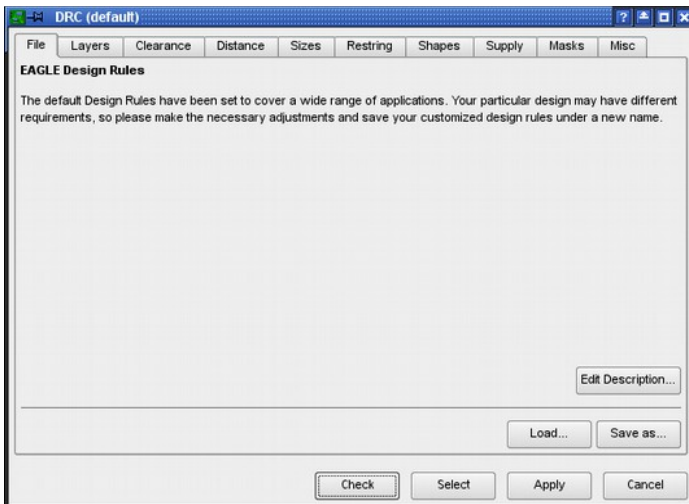 DRC (default)
File Layers Clearance Distance Sizes Restring Shapes Supply Masks Misc
EAGLE Design Rules
The default Design Rules have been set to cover a wide range of applications. Your particular design may have different
requirements, so please make the necessary adjustments and save your customized design rules under a new name.
Edit Description...
Load... Save as...
Check Select Apply Cancel